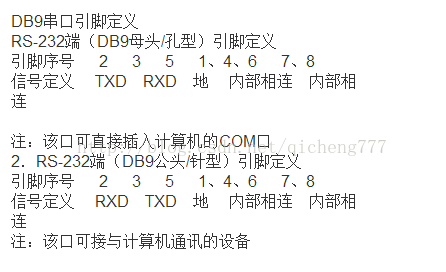 DB9串口引脚定义
RS-232端（DB9母头/孔型）引脚定义
引脚序号 2 3 5 1、4、6 7、8
信号定义 TXD RXD 地 内部相连 内部相
连
注：该口可直接插入计算机的COM口
2．RS-232端（DB9公头/针型）引脚定义
引脚序号 2 3 5 1、4、6 7、8
信号定义 RXD TXD 地 内部相连 内部相
连
注：该口可接与计算机通讯的设备